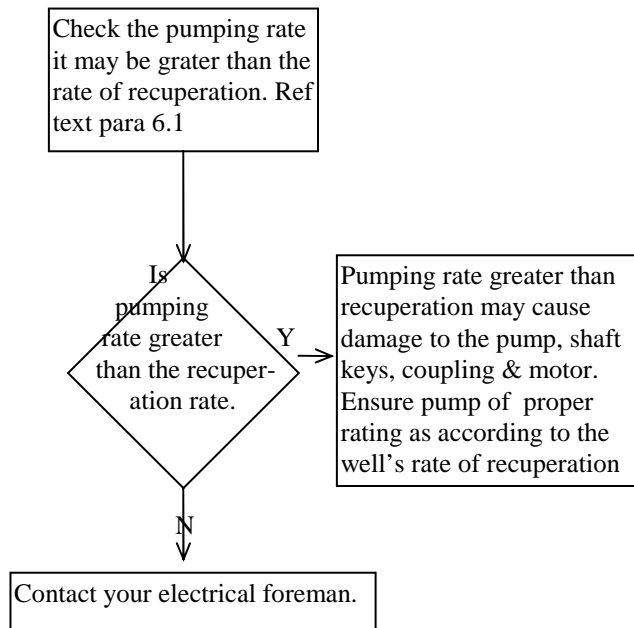 Check the pumping rate
it may be grater than the
rate of recuperation. Ref
text para 6.1
Is
pumping
rate greater
than the recuper-
ation rate.
Y
Pumping rate greater than
recuperation may cause
damage to the pump, shaft
keys, coupling & motor.
Ensure pump of  proper
rating as according to the
well’s rate of recuperation
N
Contact your electrical foreman.